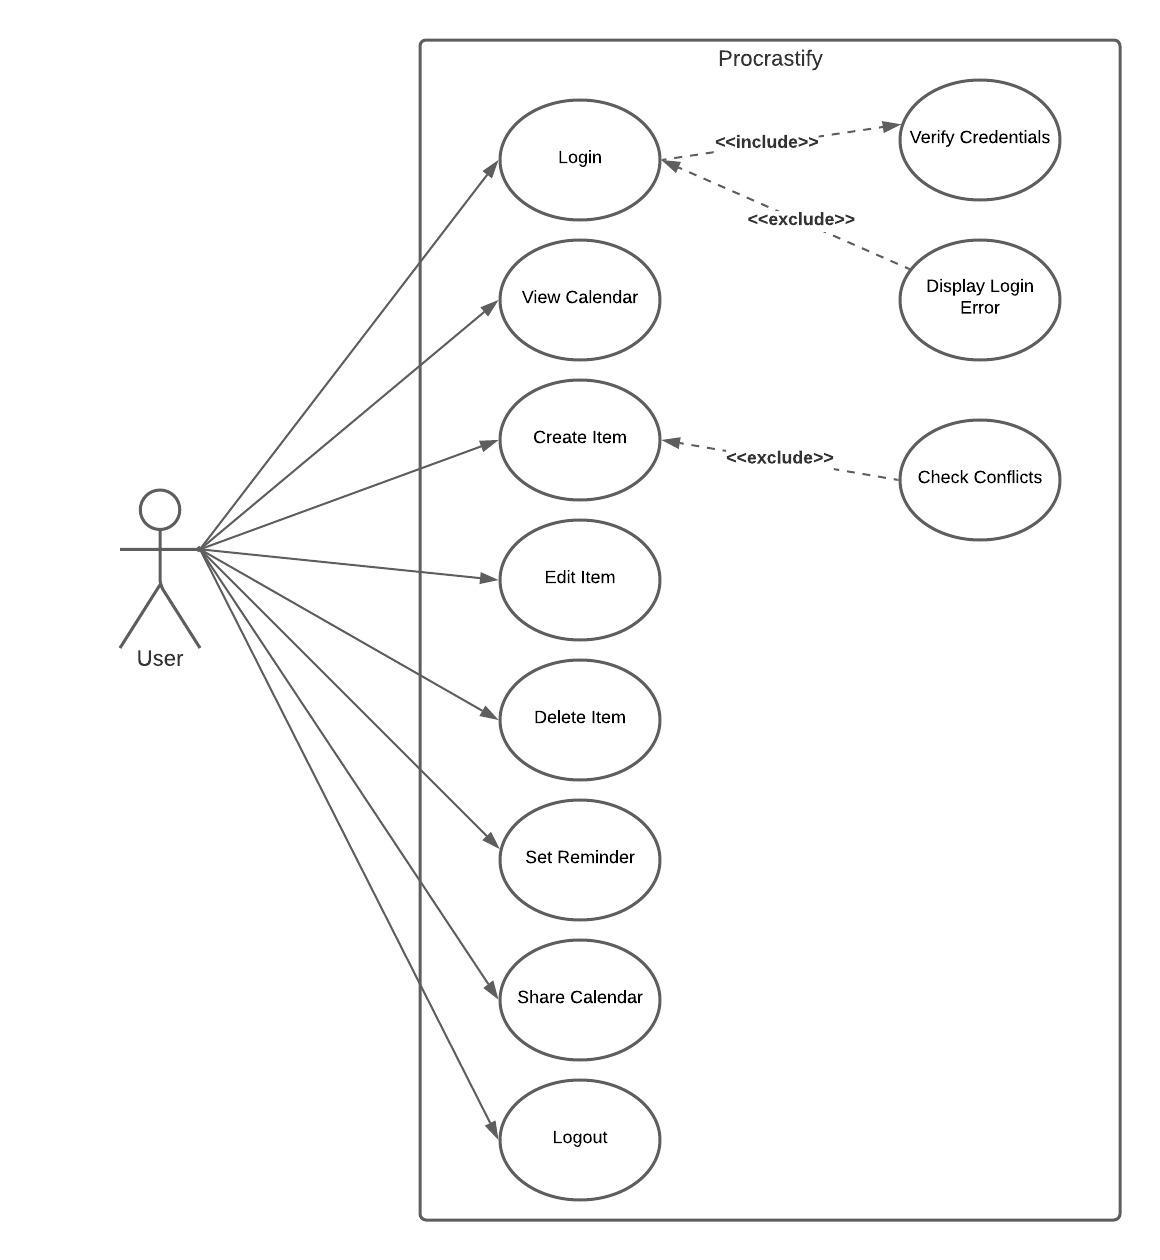 Procrastify
Login
<<include>>
Verify Credentials
<<exclude>>
View Calendar
Display Login
Error
Create Item
<<exclude>>
Check Conflicts
Edit Item
User
Delete Item
Set Reminder
Share Calendar
Logout